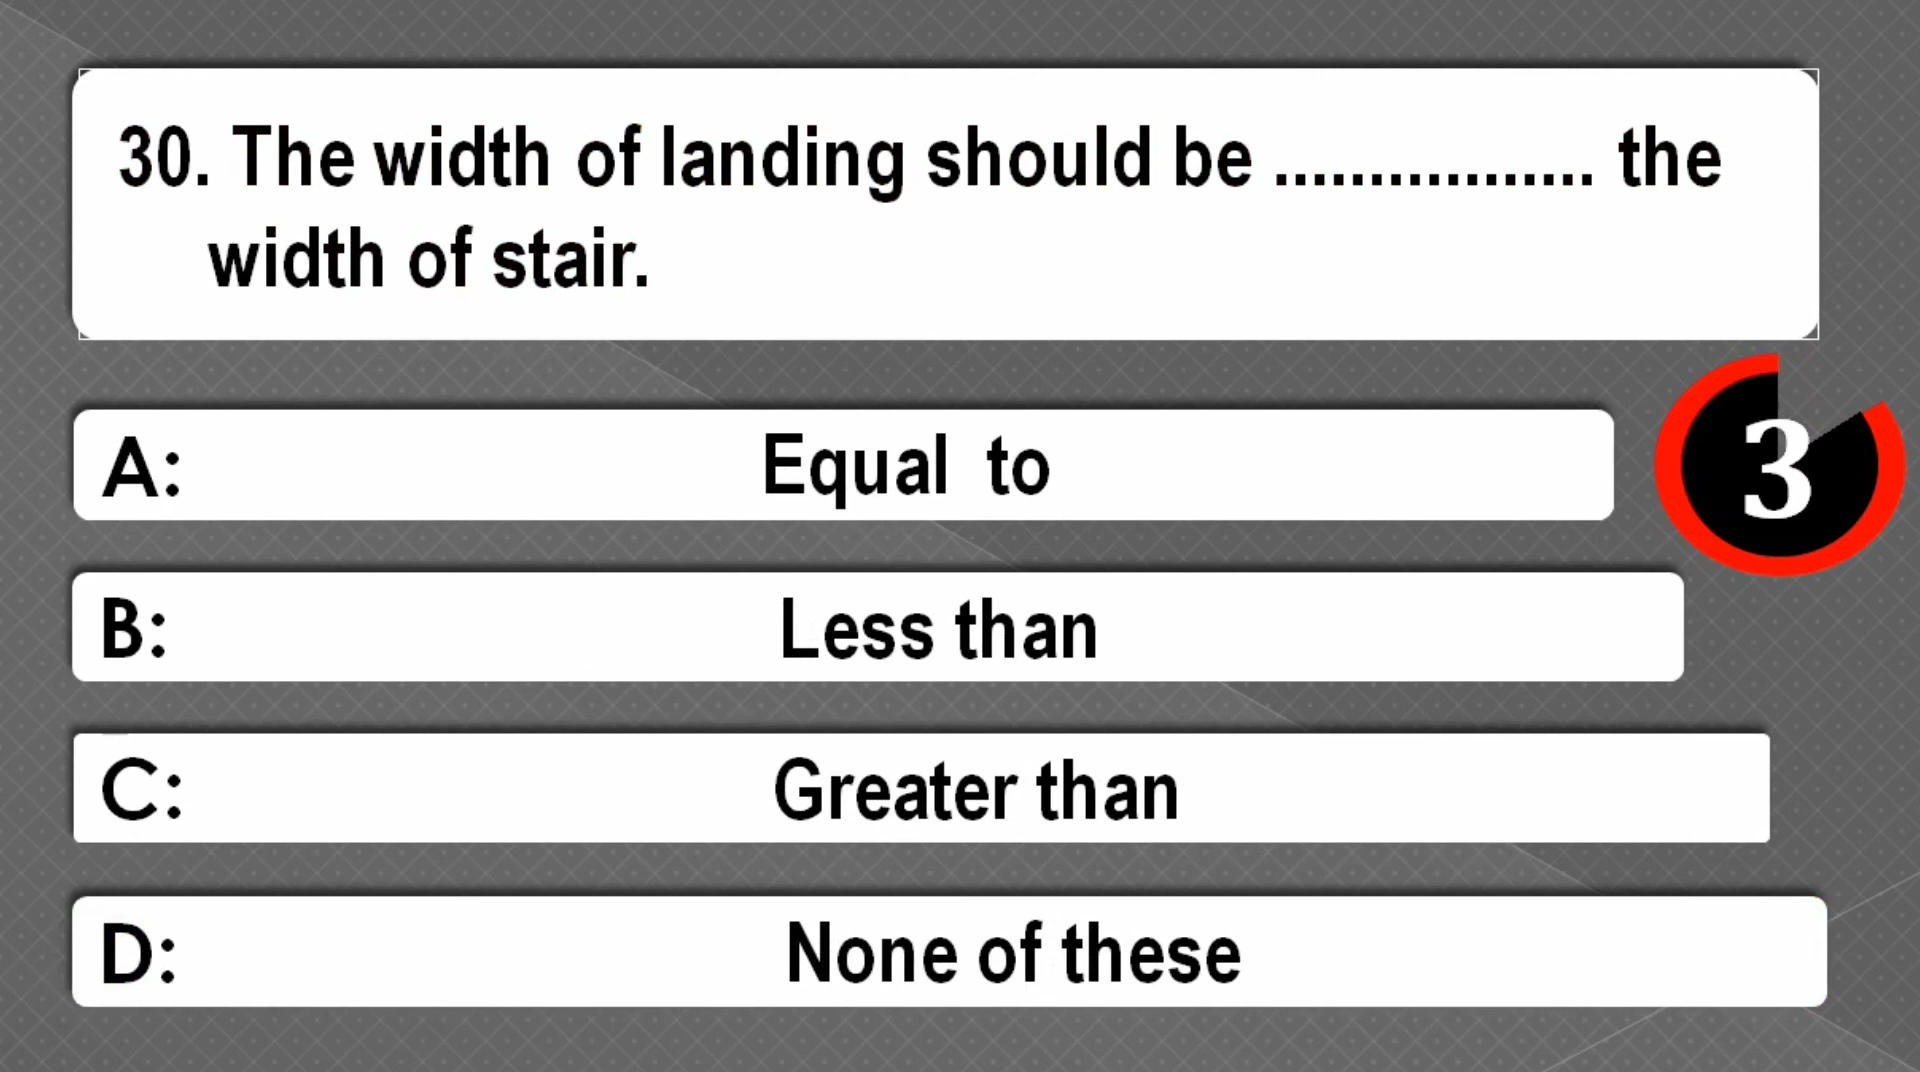 30. The width of landing should be ................. the
width of stair.
A: Equal to
3
B: Less than
C: Greater than
D: None of these